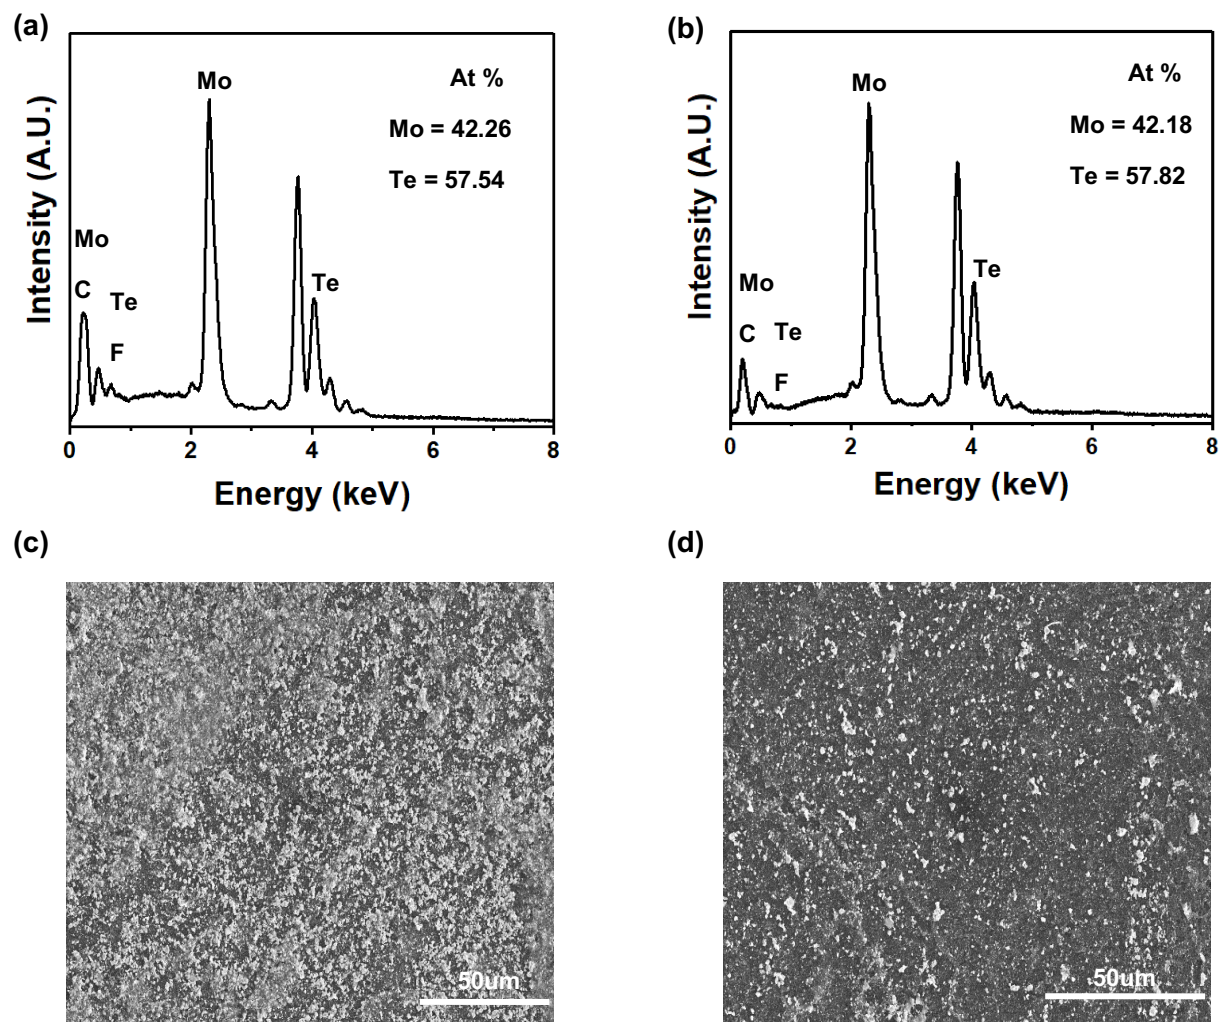 (a)
Intensity (A.U.)
Mo
At %
Mo = 42.26
Te = 57.54
Mo
C
Te
F
Te
0
2
4
6
8
Energy (keV)
(b)
Intensity (A.U.)
Mo
At %
Mo = 42.18
Te = 57.82
Mo
C
Te
F
Te
0
2
4
6
8
Energy (keV)
(c)
50um
(d)
50um